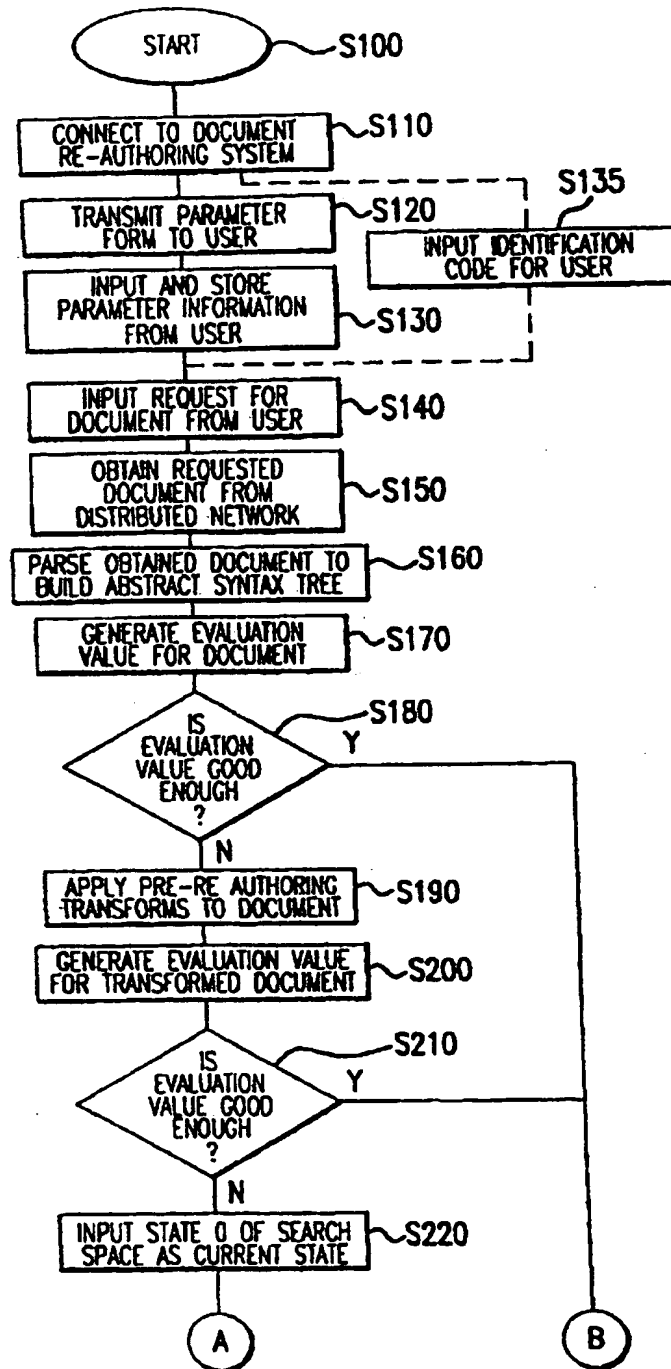 START
S100
CONNECT TO DOCUMENT
RE-AUTHORING SYSTEM
S110
S135
TRANSMIT PARAMETER
FORM TO USER
S120
INPUT IDENTIFICATION
CODE FOR USER
INPUT AND STORE
PARAMETER INFORMATION
FROM USER
S130
INPUT REQUEST FOR
DOCUMENT FROM USER
S140
OBTAIN REQUESTED
DOCUMENT FROM
DISTRIBUTED NETWORK
S150
PARSE OBTAINED DOCUMENT TO
BUILD ABSTRACT SYNTAX TREE
S160
GENERATE EVALUATION
VALUE FOR DOCUMENT
S170
IS
EVALUATION
VALUE GOOD
ENOUGH
?
S180
Y
N
APPLY PRE-RE AUTHORING
TRANSFORMS TO DOCUMENT
S190
GENERATE EVALUATION VALUE
FOR TRANSFORMED DOCUMENT
S200
IS
EVALUATION
VALUE GOOD
ENOUGH
?
S210
Y
N
INPUT STATE 0 OF SEARCH
SPACE AS CURRENT STATE
S220
A
B